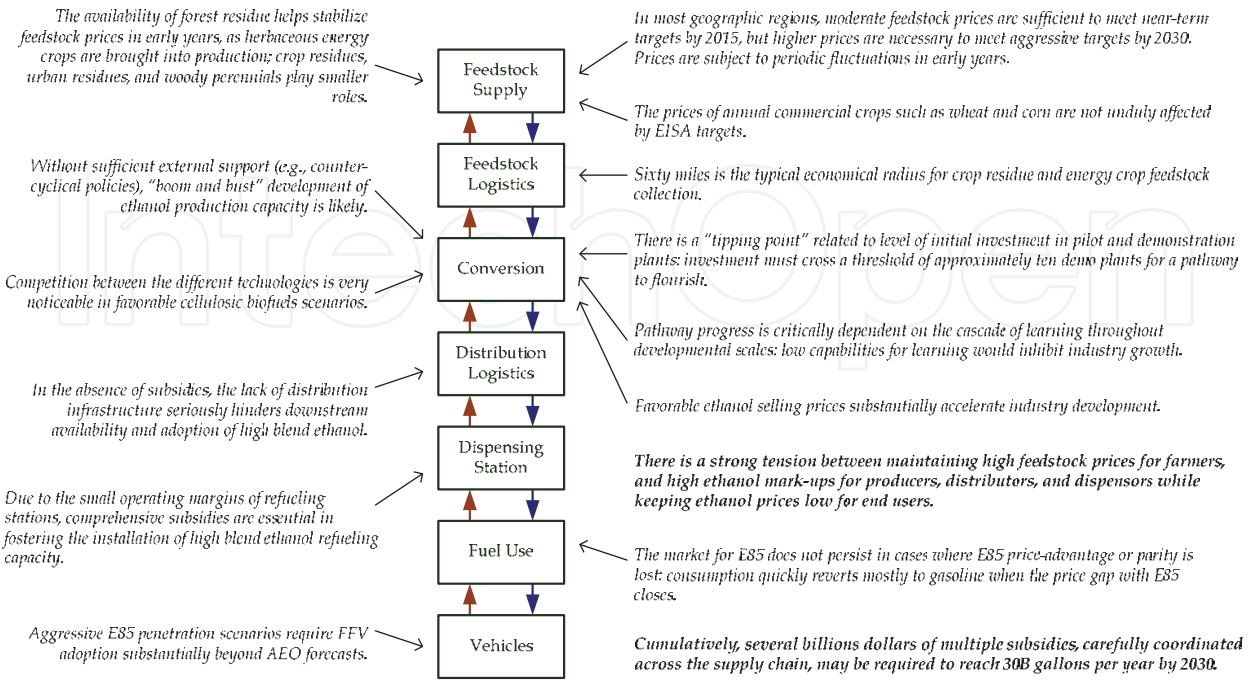 The availability of forest residue helps stabilize
feedstock prices in early years, as herbaceous energy
crops are brought into production; crop residues,
urban residues, and woody perennials play smaller
roles.
In most geographic regions, moderate feedstock prices are sufficient to meet near-term
targets by 2015, but higher prices are necessary to meet aggressive targets by 2030.
Prices are subject to periodic fluctuations in early years.
Feedstock
Supply
The prices of annual commercial crops such as wheat and corn are not unduly affected
by EISA targets.
Without sufficient external support (e.g., counter-
cyclical policies), "boom and bust" development of
ethanol production capacity is likely.
Feedstock
Logistics
Sixty miles is the typical economical radius for crop residue and energy crop feedstock
collection.
There is a "tipping point" related to level of initial investment in pilot and demonstration
plants: investment must cross a threshold of approximately ten demo plants for a pathway
to flourish.
Conversion
Competition between the different technologies is very
noticeable in favorable cellulosic biofuels scenarios.
Pathway progress is critically dependent on the cascade of learning throughout
developmental scales: low capabilities for learning would inhibit industry growth.
Distribution
Logistics
In the absence of subsidies, the lack of distribution
infrastructure seriously hinders downstream
availability and adoption of high blend ethanol.
Favorable ethanol selling prices substantially accelerate industry development.
Dispensing
Station
There is a strong tension between maintaining high feedstock prices for farmers,
and high ethanol mark-ups for producers, distributors, and dispensors while
keeping ethanol prices low for end users.
Due to the small operating margins of refueling
stations, comprehensive subsidies are essential in
fostering the installation of high blend ethanol refueling
capacity.
Fuel Use
The market for E85 does not persist in cases where E85 price-advantage or parity is
lost: consumption quickly reverts mostly to gasoline when the price gap with E85
closes.
Aggressive E85 penetration scenarios require FFV
adoption substantially beyond AEO forecasts.
Vehicles
Cumulatively, several billions dollars of multiple subsidies, carefully coordinated
across the supply chain, may be required to reach 30B gallons per year by 2030.
IntechOpen